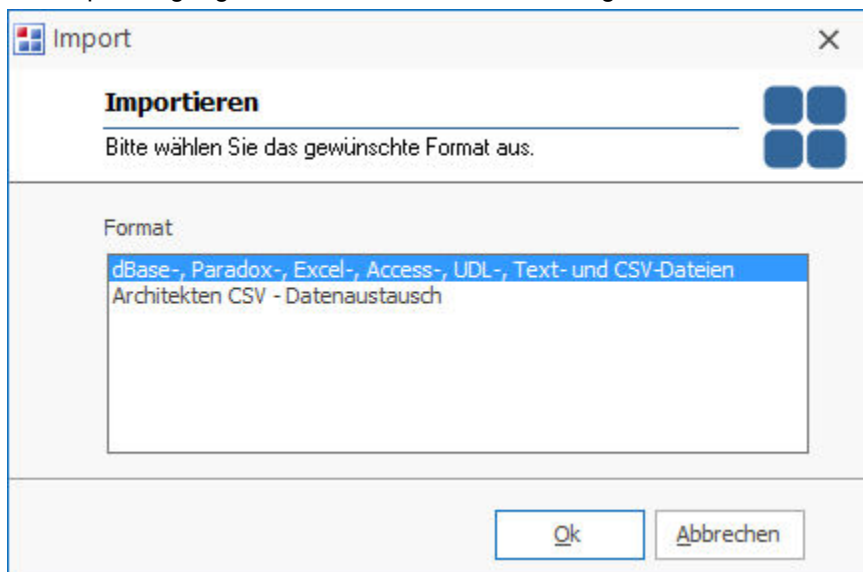 Import
Importieren
Bitte wählen Sie das gewünschte Format aus.
Format
dBase-, Paradox-, Excel-, Access-, UDL-, Text- und CSV-Dateien
Architekten CSV - Datenaustausch
Ok
Abbrechen